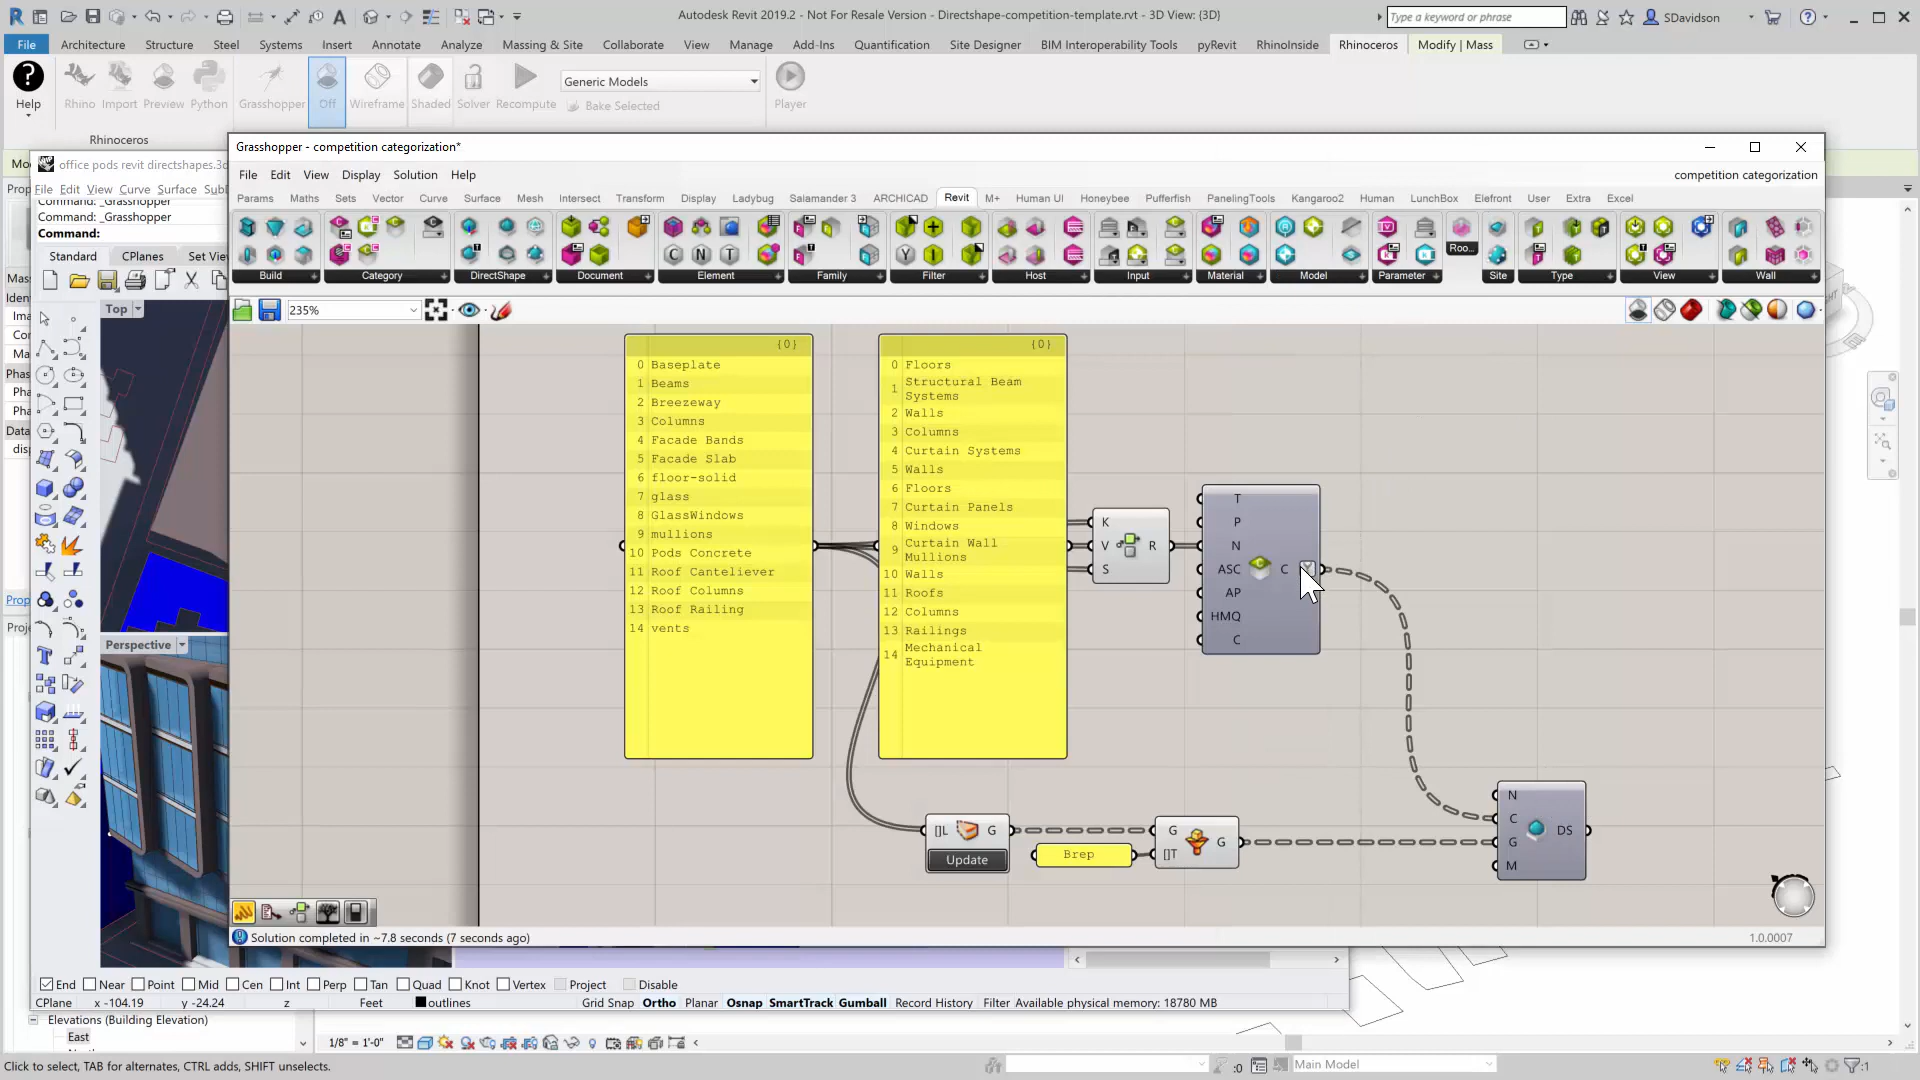 Autodesk Revit 2019.2 - Not For Resale Version - Directshape-competition-template.rvt - 3D View: {3D}
Type a keyword or phrase
SDavidson
File Architecture Structure Steel Systems Insert Annotate Analyze Massing & Site Collaborate View Manage Add-Ins Quantification Site Designer BIM Interoperability Tools pyRevit RhinoInside Rhinoceros Modify | Mass
Generic Models
Help Rhino Import Preview Python Grasshopper Off Wireframe Shaded Solver Recompute Bake Selected Player
Rhinoceros
Grasshopper - competition categorization*
office pods revit directshapes.3d
File Edit View Display Solution Help
competition categorization
File Edit View Curve Surface SubD
Params Maths Sets Vector Curve Surface Mesh Intersect Transform Display Ladybug Salamander 3 ARCHICAD Revit M+ Human UI Honeybee Pufferfish PanelingTools Kangaroo2 Human LunchBox Elefront User Extra Excel
Command: _Grasshopper
Command: _Grasshopper
Command:
Standard CPlanes Set Vie
Roo...
Build Category DirectShape Document Element Family Filter Host Input Material Model Parameter Site Type View Wall
235%
Top
{0}
0 Baseplate
1 Beams
2 Breezeway
3 Columns
4 Facade Bands
5 Facade Slab
6 floor-solid
7 glass
8 GlassWindows
9 mullions
10 Pods Concrete
11 Roof Canteliever
12 Roof Columns
13 Roof Railing
14 vents
{0}
0 Floors
1 Structural Beam
Systems
2 Walls
3 Columns
4 Curtain Systems
5 Walls
6 Floors
7 Curtain Panels
8 Windows
9 Curtain Wall
Mullions
10 Walls
11 Roofs
12 Columns
13 Railings
14 Mechanical
Equipment
K
V R
S
T
P
N
ASC C
AP
HMQ
C
Perspective
[]L G
Update
Brep
G
[]T G
N
C
G DS
M
Solution completed in ~7.8 seconds (7 seconds ago)
1.0.0007
End Near Point Mid Cen Int Perp Tan Quad Knot Vertex Project Disable
CPlane x -104.19 y -24.24 z Feet outlines Grid Snap Ortho Planar Osnap SmartTrack Gumball Record History Filter Available physical memory: 18780 MB
Elevations (Building Elevation)
East
1/8" = 1'-0"
Click to select, TAB for alternates, CTRL adds, SHIFT unselects.
:0
Main Model
:1